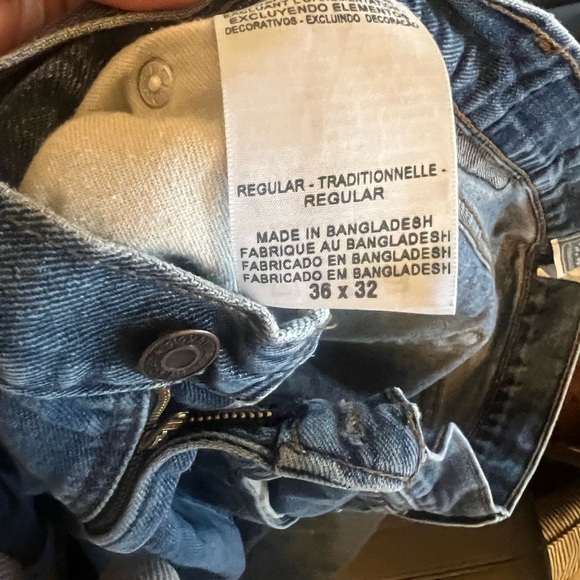 EXCLUYENDO ELEMENTOS
DECORATIVOS - EXCLUINDO DECORAÇÃO
REGULAR - TRADITIONNELLE -
REGULAR
MADE IN BANGLADESH
FABRIQUE AU BANGLADESH
FABRICADO EN BANGLADESH
FABRICADO EM BANGLADESH
36 x 32